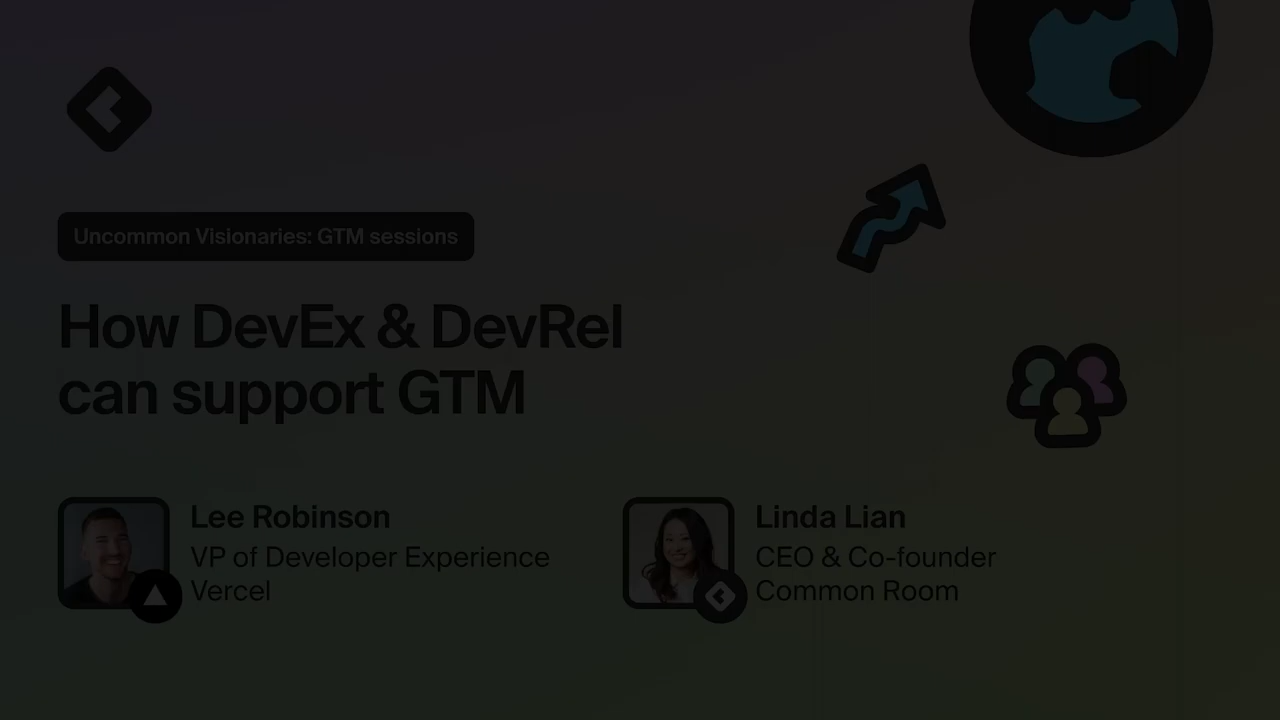 Uncommon Visionaries: GTM sessions
How DevEx & DevRel
can support GTM
Lee Robinson
VP of Developer Experience
Vercel
Linda Lian
CEO & Co-founder
Common Room